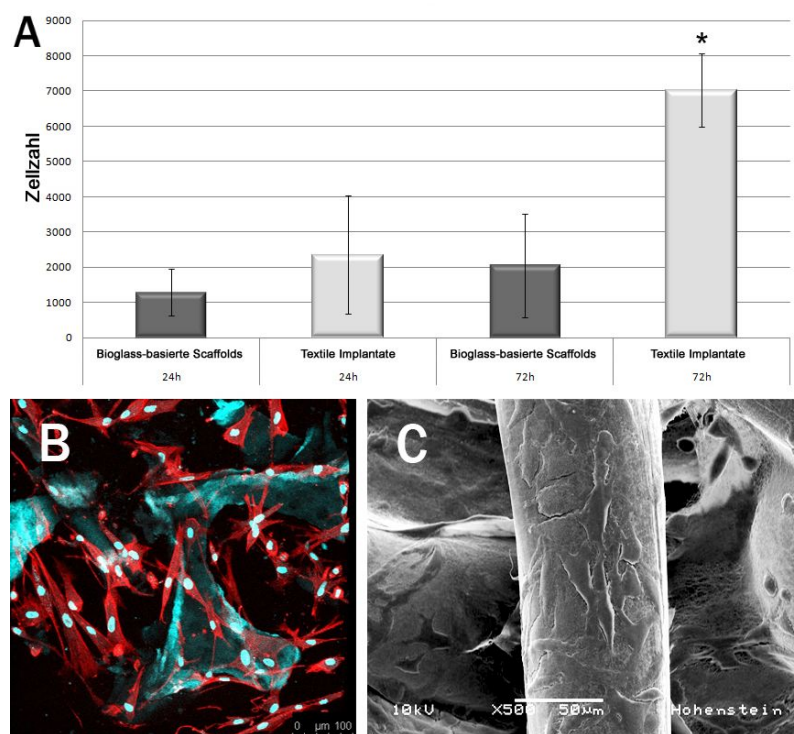 A
9000
8000
7000
6000
5000
4000
3000
2000
1000
0
Zellzahl
*
Bioglass-basierte Scaffolds
Textile Implantate
Bioglass-basierte Scaffolds
Textile Implantate
24h
24h
72h
72h
B
0 µm 100
C
10kV X500 50µm Hohenstein